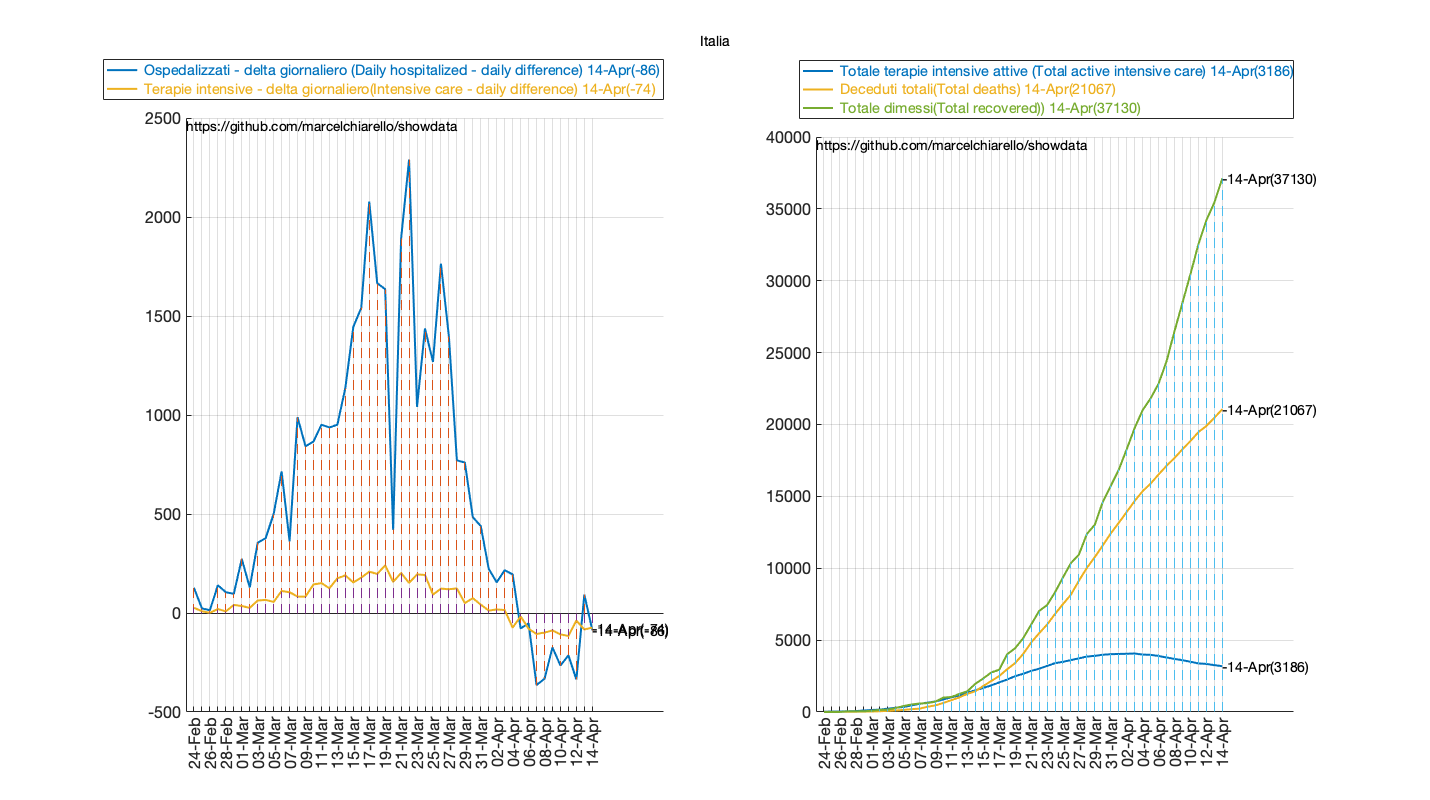 Italia
Ospedalizzati - delta giornaliero (Daily hospitalized - daily difference) 14-Apr(-86)
Terapie intensive - delta giornaliero(Intensive care - daily difference) 14-Apr(-74)
2500
https://github.com/marcelchiarello/showdata
2000
1500
1000
500
0
-14-Apr(-74)
-14-Apr(-86)
-500
24-Feb
26-Feb
28-Feb
01-Mar
03-Mar
05-Mar
07-Mar
09-Mar
11-Mar
13-Mar
15-Mar
17-Mar
19-Mar
21-Mar
23-Mar
25-Mar
27-Mar
29-Mar
31-Mar
02-Apr
04-Apr
06-Apr
08-Apr
10-Apr
12-Apr
14-Apr
Totale terapie intensive attive (Total active intensive care) 14-Apr(3186)
Deceduti totali(Total deaths) 14-Apr(21067)
Totale dimessi(Total recovered)) 14-Apr(37130)
40000
https://github.com/marcelchiarello/showdata
-14-Apr(37130)
35000
30000
25000
-14-Apr(21067)
20000
15000
10000
5000
-14-Apr(3186)
0
24-Feb
26-Feb
28-Feb
01-Mar
03-Mar
05-Mar
07-Mar
09-Mar
11-Mar
13-Mar
15-Mar
17-Mar
19-Mar
21-Mar
23-Mar
25-Mar
27-Mar
29-Mar
31-Mar
02-Apr
04-Apr
06-Apr
08-Apr
10-Apr
12-Apr
14-Apr